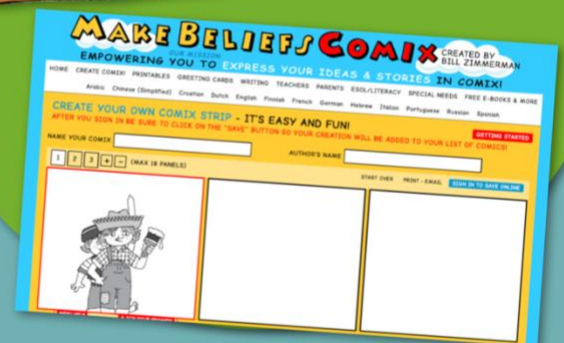 MAKE BELIEFS COMIX CREATED BY
BILL ZIMMERMAN
OUR MISSION
EMPOWERING YOU TO EXPRESS YOUR IDEAS & STORIES IN COMIX!
HOME CREATE COMIX! PRINTABLES GREETING CARDS WRITING TEACHERS PARENTS ESOL/LITERACY SPECIAL NEEDS FREE E-BOOKS & MORE
Arabic Chinese (Simplified) Croatian Dutch English Finnish French German Hebrew Italian Portuguese Russian Spanish
CREATE YOUR OWN COMIX STRIP - IT'S EASY AND FUN!
GETTING STARTED
AFTER YOU SIGN IN BE SURE TO CLICK ON THE "SAVE" BUTTON SO YOUR CREATION WILL BE ADDED TO YOUR LIST OF COMICS!
NAME YOUR COMIX AUTHOR'S NAME
1 2 3 + - (MAX 18 PANELS)
START OVER PRINT - EMAIL SIGN IN TO SAVE ONLINE